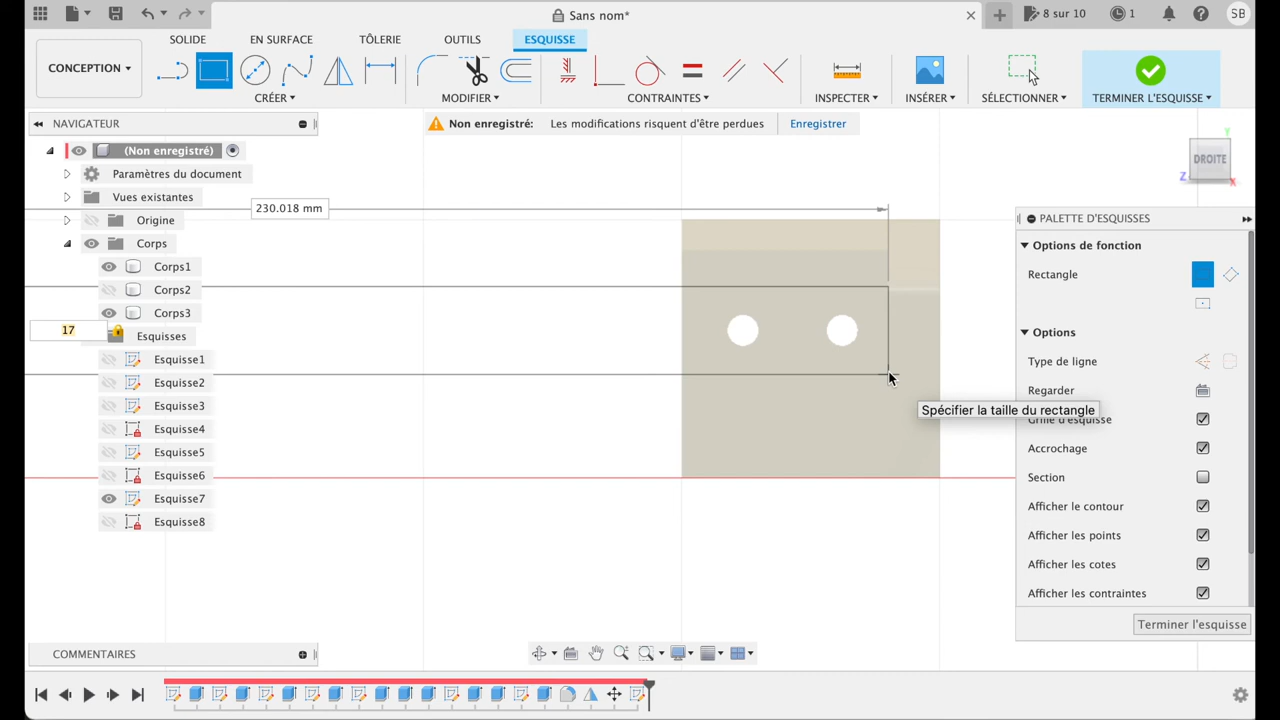 Sans nom*
8 sur 10
1
SB
SOLIDE
EN SURFACE
TÔLERIE
OUTILS
ESQUISSE
CONCEPTION
CRÉER
MODIFIER
CONTRAINTES
INSPECTER
INSÉRER
SÉLECTIONNER
TERMINER L'ESQUISSE
NAVIGATEUR
Non enregistré: Les modifications risquent d'être perdues Enregistrer
(Non enregistré)
Paramètres du document
Vues existantes
Origine
Corps
Corps1
Corps2
Corps3
Esquisses
Esquisse1
Esquisse2
Esquisse3
Esquisse4
Esquisse5
Esquisse6
Esquisse7
Esquisse8
230.018 mm
17
Spécifier la taille du rectangle
Y
DROITE
Z
X
PALETTE D'ESQUISSES
Options de fonction
Rectangle
Options
Type de ligne
Regarder
Grille d'esquisse
Accrochage
Section
Afficher le contour
Afficher les points
Afficher les cotes
Afficher les contraintes
Terminer l'esquisse
COMMENTAIRES